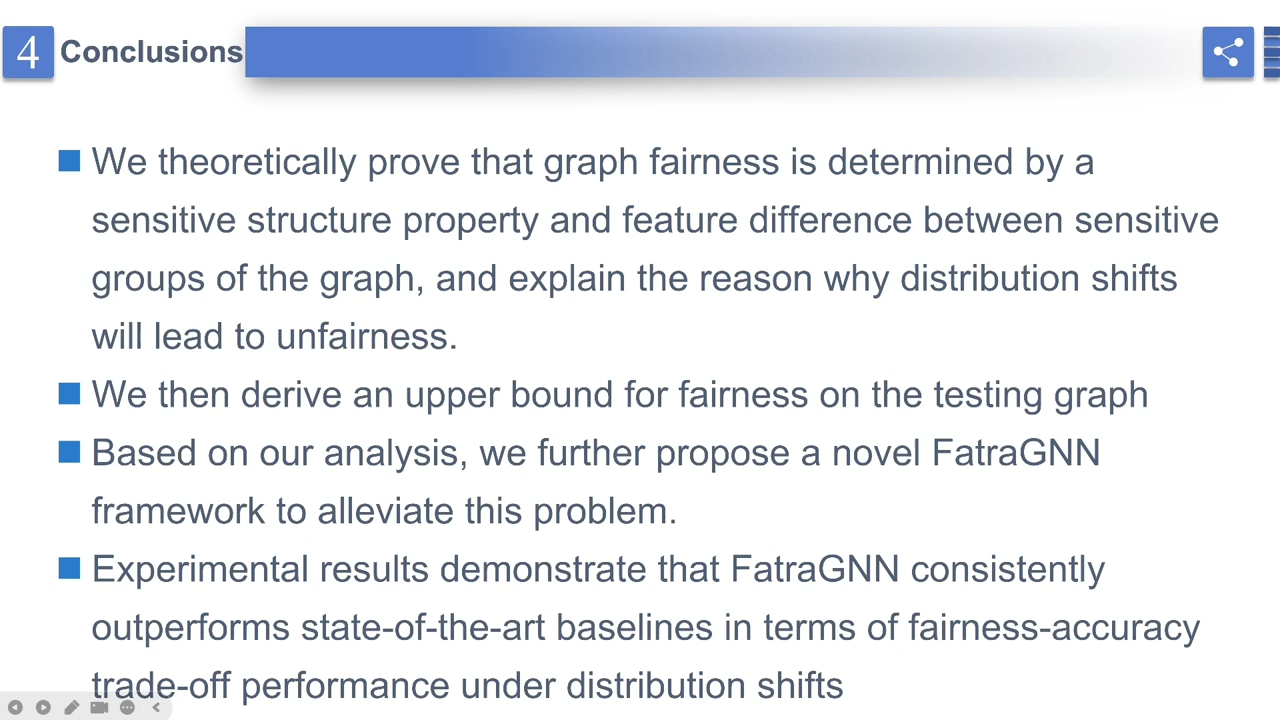 4 Conclusions
We theoretically prove that graph fairness is determined by a
sensitive structure property and feature difference between sensitive
groups of the graph, and explain the reason why distribution shifts
will lead to unfairness.
We then derive an upper bound for fairness on the testing graph
Based on our analysis, we further propose a novel FatraGNN
framework to alleviate this problem.
Experimental results demonstrate that FatraGNN consistently
outperforms state-of-the-art baselines in terms of fairness-accuracy
trade-off performance under distribution shifts